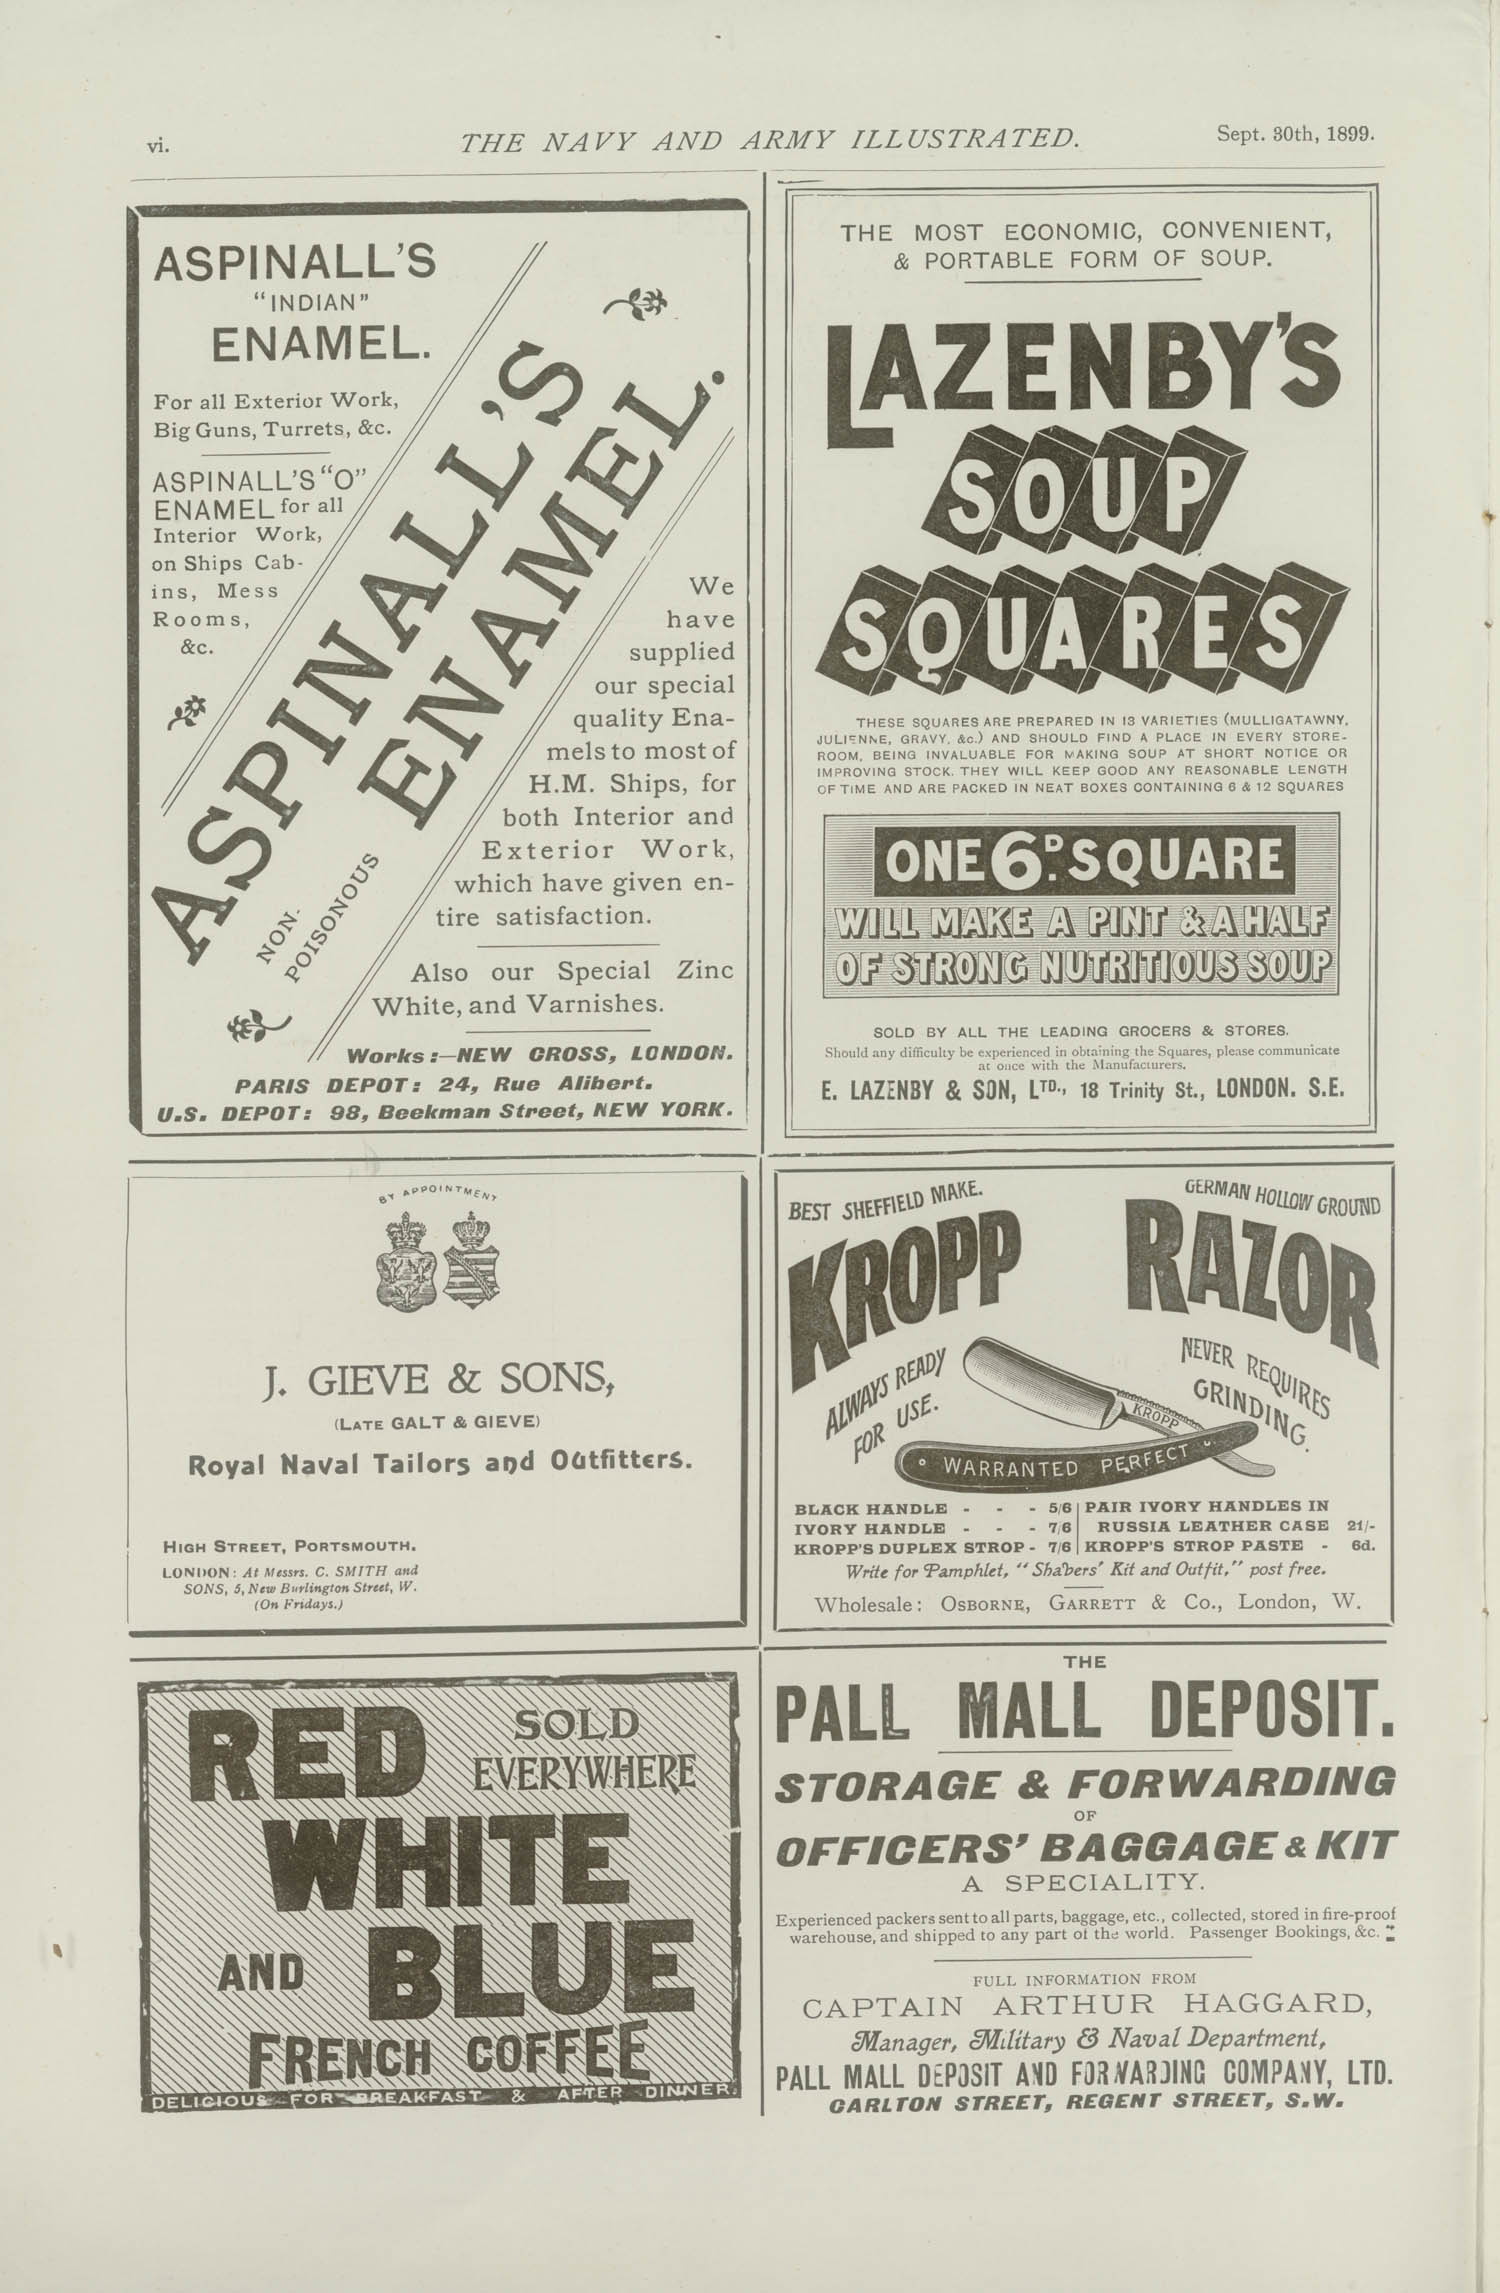 vi.
THE NAVY AND ARMY ILLUSTRATED.
Sept. 30th, 1899.
ASPINALL'S
"INDIAN"
ENAMEL.
For all Exterior Work,
Big Guns, Turrets, &c.
ASPINALL'S "O"
ENAMEL for all
Interior Work,
on Ships Cab-
ins, Mess
Rooms,
&c.
ASPINALL'S
ENAMEL.
NON-
POISONOUS
We
have
supplied
our special
quality Ena-
mels to most of
H.M. Ships, for
both Interior and
Exterior Work,
which have given en-
tire satisfaction.
Also our Special Zinc
White, and Varnishes.
Works:—NEW CROSS, LONDON.
PARIS DEPOT: 24, Rue Alibert.
U.S. DEPOT: 98, Beekman Street, NEW YORK.
THE MOST ECONOMIC, CONVENIENT,
& PORTABLE FORM OF SOUP.
LAZENBY'S
SOUP
SQUARES
THESE SQUARES ARE PREPARED IN 13 VARIETIES (MULLIGATAWNY,
JULIENNE, GRAVY, &c.) AND SHOULD FIND A PLACE IN EVERY STORE-
ROOM, BEING INVALUABLE FOR MAKING SOUP AT SHORT NOTICE OR
IMPROVING STOCK. THEY WILL KEEP GOOD ANY REASONABLE LENGTH
OF TIME AND ARE PACKED IN NEAT BOXES CONTAINING 6 & 12 SQUARES
ONE 6D. SQUARE
WILL MAKE A PINT & A HALF
OF STRONG NUTRITIOUS SOUP
SOLD BY ALL THE LEADING GROCERS & STORES.
Should any difficulty be experienced in obtaining the Squares, please communicate
at once with the Manufacturers.
E. LAZENBY & SON, LTD., 18 Trinity St., LONDON. S.E.
BY APPOINTMENT
J. GIEVE & SONS,
(LATE GALT & GIEVE)
Royal Naval Tailors and Outfitters.
HIGH STREET, PORTSMOUTH.
LONDON: At Messrs. C. SMITH and
SONS, 5, New Burlington Street, W.
(On Fridays.)
BEST SHEFFIELD MAKE.
GERMAN HOLLOW GROUND
KROPP RAZOR
ALWAYS READY
FOR USE.
NEVER REQUIRES
GRINDING.
KROPP
WARRANTED PERFECT
BLACK HANDLE - - - 5/6
IVORY HANDLE - - - 7/6
KROPP'S DUPLEX STROP - 7/6
PAIR IVORY HANDLES IN
RUSSIA LEATHER CASE 21/-
KROPP'S STROP PASTE - 6d.
Write for Pamphlet, "Shavers' Kit and Outfit," post free.
Wholesale: OSBORNE, GARRETT & Co., London, W.
RED
SOLD
EVERYWHERE
WHITE
AND BLUE
FRENCH COFFEE
DELICIOUS FOR BREAKFAST & AFTER DINNER.
THE
PALL MALL DEPOSIT.
STORAGE & FORWARDING
OF
OFFICERS' BAGGAGE & KIT
A SPECIALITY.
Experienced packers sent to all parts, baggage, etc., collected, stored in fire-proof
warehouse, and shipped to any part of the world. Passenger Bookings, &c.
FULL INFORMATION FROM
CAPTAIN ARTHUR HAGGARD,
Manager, Military & Naval Department,
PALL MALL DEPOSIT AND FORWARDING COMPANY, LTD.
CARLTON STREET, REGENT STREET, S.W.